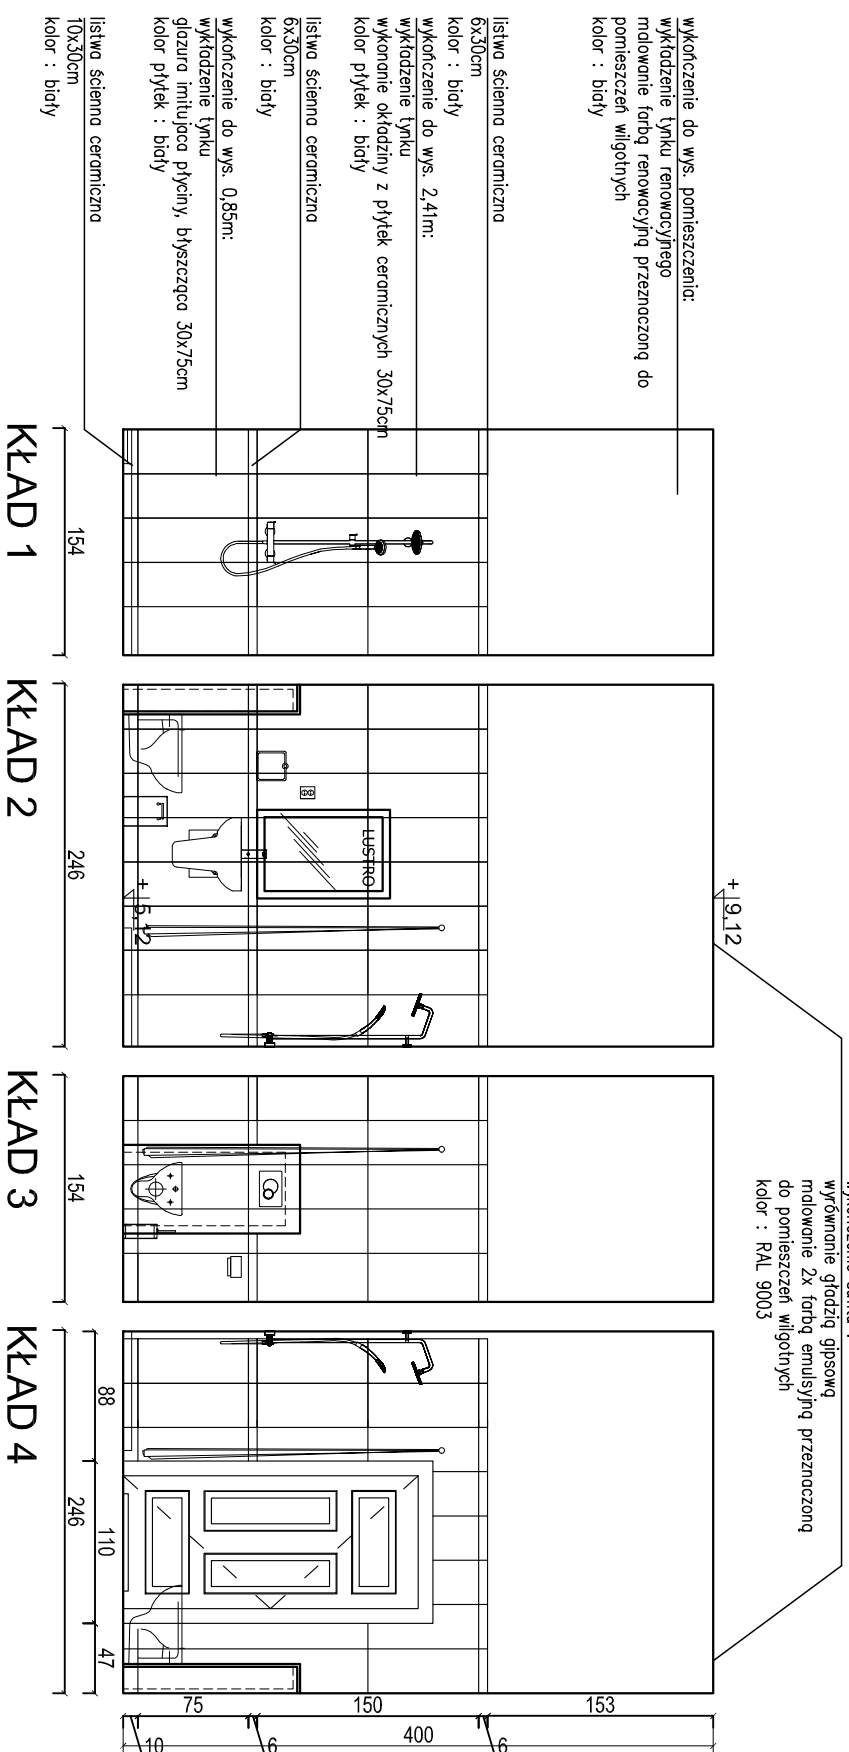 wykończenie do wys. pomieszczenia:
wykładzenie tynku renowacyjnego
malowanie farbą renowacyjną przeznaczoną do
pomieszczeń wilgotnych
kolor : biały
listwa ścienna ceramiczna
6x30cm
kolor : biały
wykończenie do wys. 2,41m:
wykładzenie tynku
wykonanie okładziny z płytek ceramicznych 30x75cm
kolor płytek : biały
listwa ścienna ceramiczna
6x30cm
kolor : biały
wykończenie do wys. 0,85m:
wykładzenie tynku
glazura imitująca płyciny, błyszcząca 30x75cm
kolor płytek : biały
listwa ścienna ceramiczna
10x30cm
kolor : biały
wyrównanie gładzią gipsową
malowanie 2x farbą emulsyjną przeznaczoną
do pomieszczeń wilgotnych
kolor : RAL 9003
+ 9,12
LUSTRO
+ 5,12
154
246
154
88
110
47
246
153
150
75
400
6
6
10
KŁAD 1
KŁAD 2
KŁAD 3
KŁAD 4